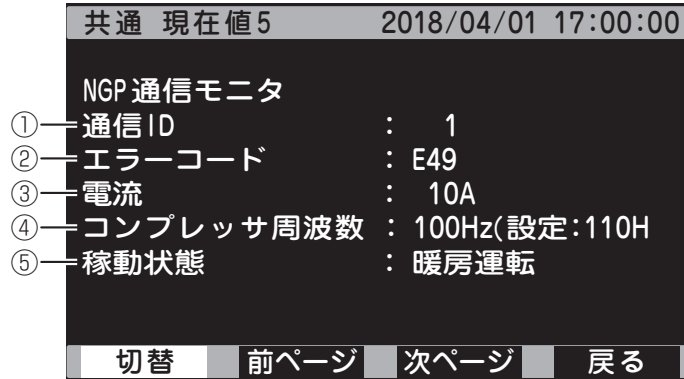 共通 現在値5 2018/04/01 17:00:00
NGP通信モニタ
①通信ID : 1
②エラーコード : E49
③電流 : 10A
④コンプレッサ周波数 : 100Hz(設定:110H
⑤稼動状態 : 暖房運転
切替 前ページ 次ページ 戻る